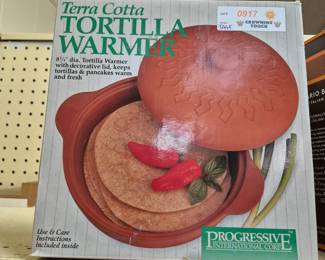 Terra Cotta
TORTILLA
WARMER
8½" dia. Tortilla Warmer
with decorative lid, keeps
tortillas & pancakes warm
and fresh
0917
CROWNING
TOUCH
Use & Care
Instructions
included inside
PROGRESSIVE
INTERNATIONAL CORP.